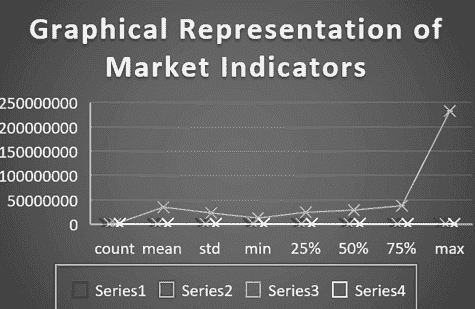 Graphical Representation of
Market Indicators
250000000
200000000
150000000
100000000
50000000
0
count mean std min 25% 50% 75% max
Series1 Series2 Series3 Series4